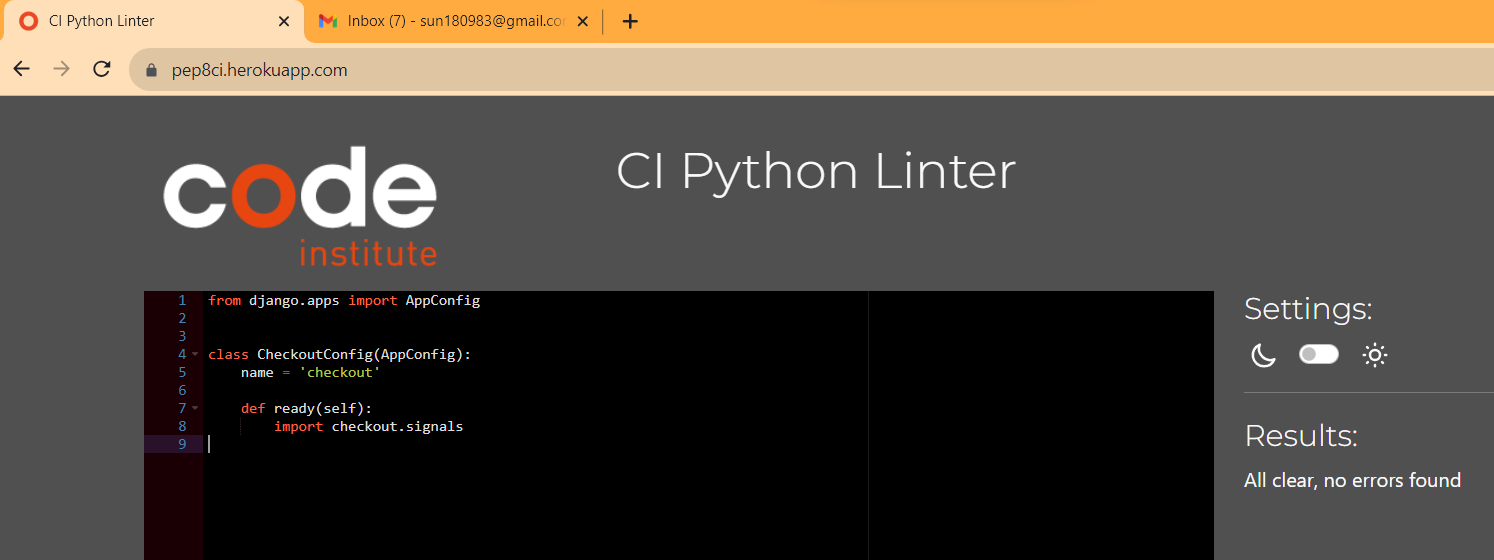 CI Python Linter
Inbox (7) - sun180983@gmail.co
pep8ci.herokuapp.com
code
institute
CI Python Linter
1 from django.apps import AppConfig
2
3
4 class CheckoutConfig(AppConfig):
5     name = 'checkout'
6
7     def ready(self):
8         import checkout.signals
9
Settings:
Results:
All clear, no errors found